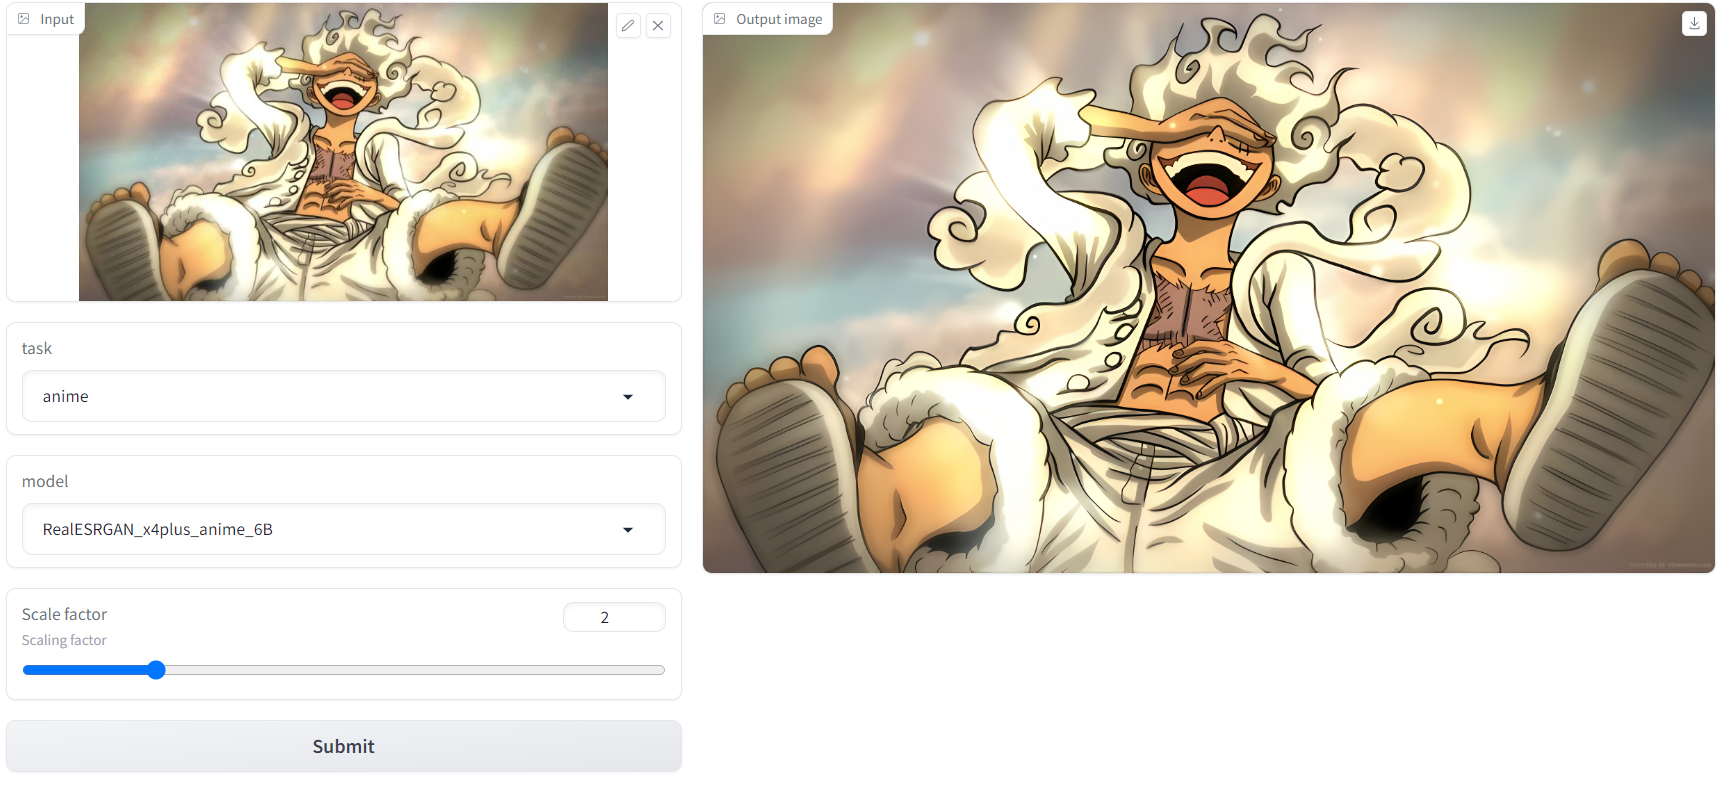 Input
task
anime
model
RealESRGAN_x4plus_anime_6B
Scale factor
2
Scaling factor
Submit
Output image